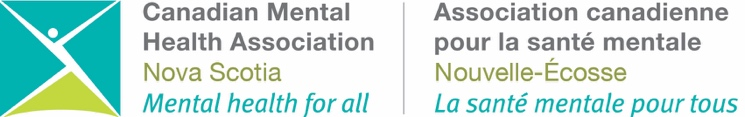 Canadian Mental
Health Association
Nova Scotia
Mental health for all
Association canadienne
pour la santé mentale
Nouvelle-Écosse
La santé mentale pour tous